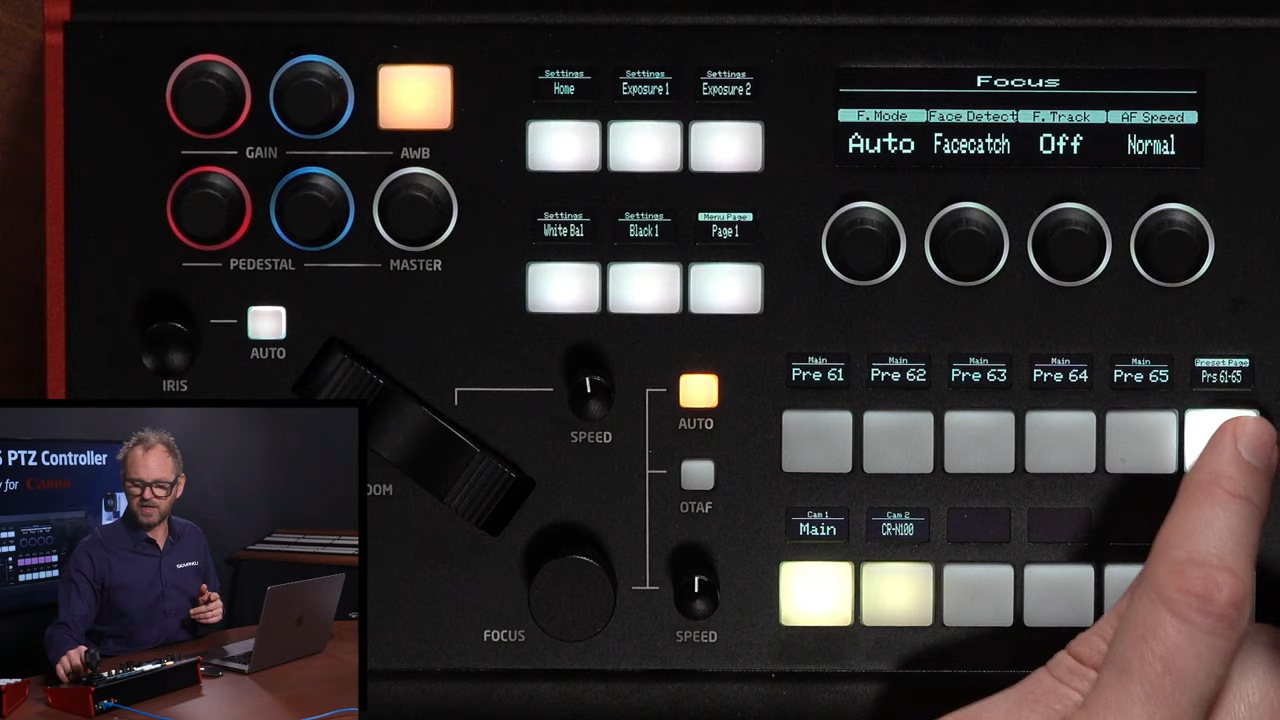 GAIN
AWB
PEDESTAL
MASTER
IRIS
AUTO
Settings
Home
Settings
Exposure 1
Settings
Exposure 2
Settings
White Bal
Settings
Black 1
Menu Page
Page 1
Focus
F. Mode
Face Detect
F. Track
AF Speed
Auto
Facecatch
Off
Normal
SPEED
AUTO
OTAF
OOM
FOCUS
SPEED
Main
Pre 61
Main
Pre 62
Main
Pre 63
Main
Pre 64
Main
Pre 65
Preset Page
Prs 61-65
Cam 1
Main
Cam 2
CR-N100
PTZ Controller
y for Canon
SKAARHOJ